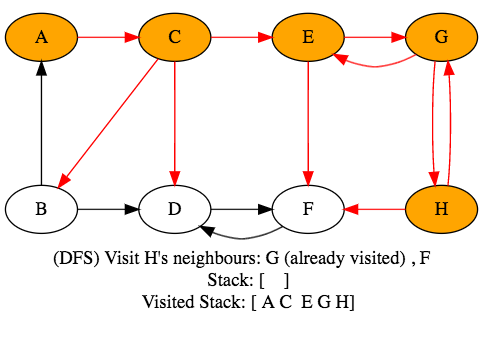 A C E G
B D F H
(DFS) Visit H's neighbours: G (already visited) , F
Stack: [    ]
Visited Stack: [ A C  E G H]